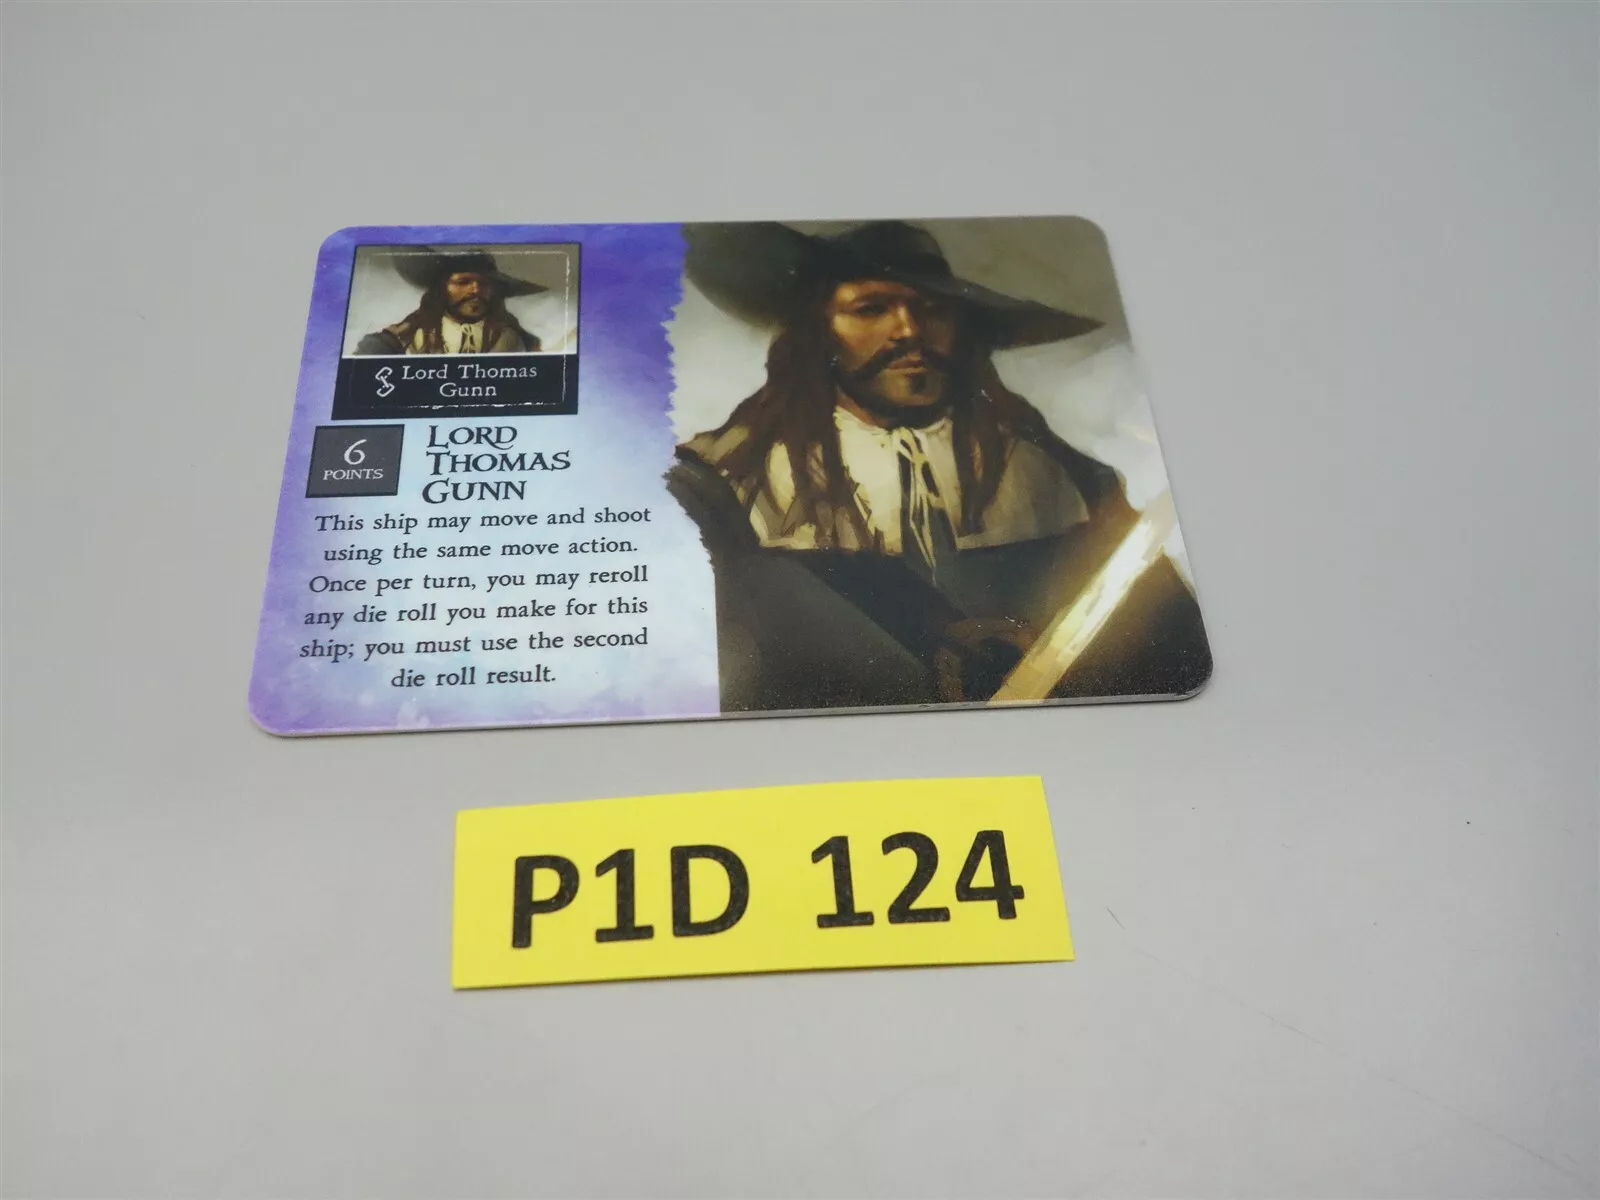 Lord Thomas
Gunn
6
POINTS
LORD
THOMAS
GUNN
This ship may move and shoot
using the same move action.
Once per turn, you may reroll
any die roll you make for this
ship; you must use the second
die roll result.
P1D 124